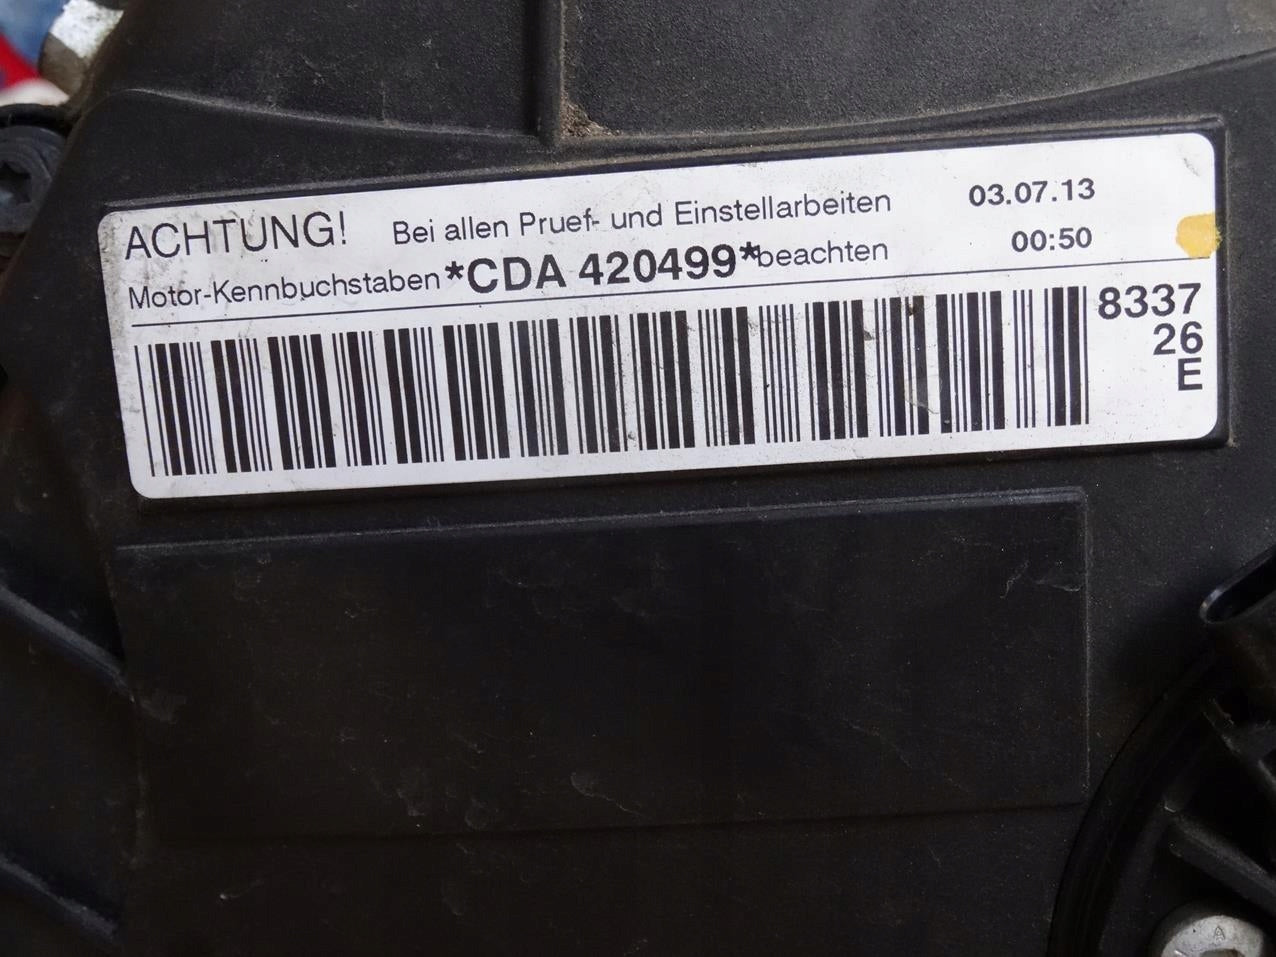 ACHTUNG! Bei allen Pruef- und Einstellarbeiten 03.07.13
Motor-Kennbuchstaben *CDA 420499* beachten 00:50
8337
26
E
A